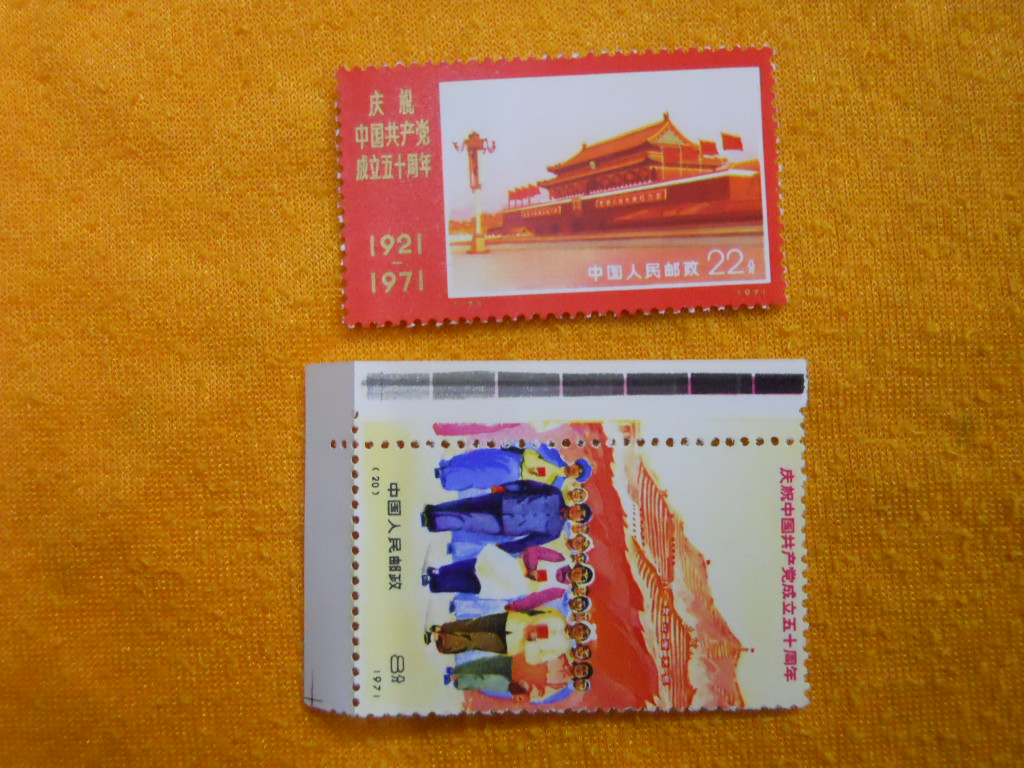 庆祝
中国共产党
成立五十周年
1921
1971
中国人民邮政 22分
1971
庆祝中国共产党成立五十周年
中国人民邮政 8分
(20) 1971